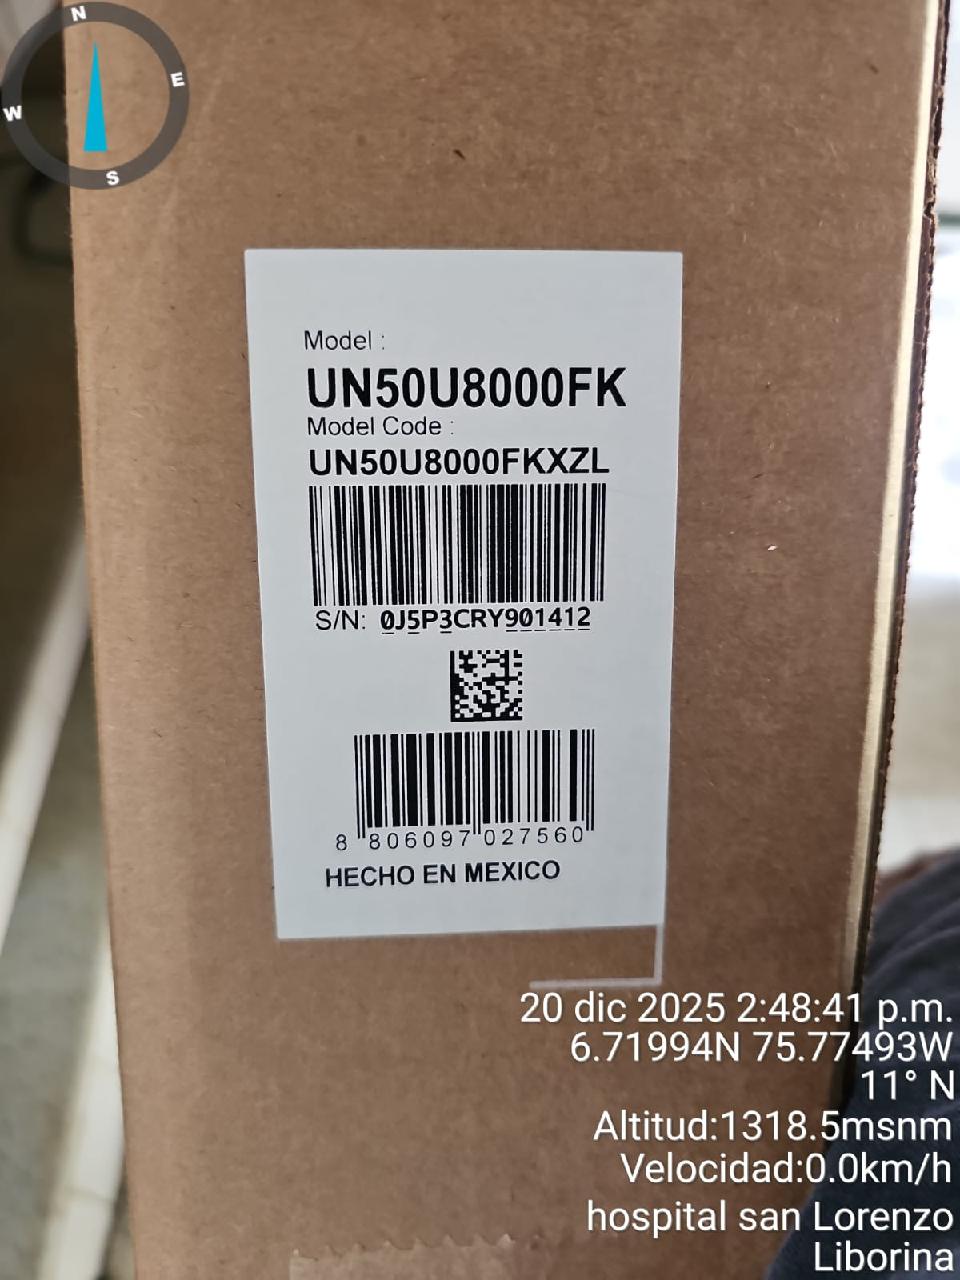 N
E
W
S
Model :
UN50U8000FK
Model Code :
UN50U8000FKXZL
S/N: 0J5P3CRY901412
8 806097 027560
HECHO EN MEXICO
20 dic 2025 2:48:41 p.m.
6.71994N 75.77493W
11° N
Altitud:1318.5msnm
Velocidad:0.0km/h
hospital san Lorenzo
Liborina